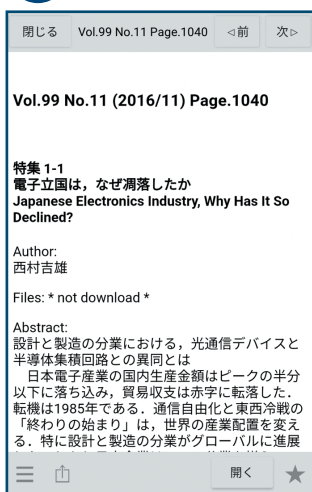 閉じる
Vol.99 No.11 Page.1040
◁前
次▷
Vol.99 No.11 (2016/11) Page.1040
特集 1-1
電子立国は，なぜ凋落したか
Japanese Electronics Industry, Why Has It So
Declined?
Author:
西村吉雄
Files: * not download *
Abstract:
設計と製造の分業における，光通信デバイスと
半導体集積回路との異同とは
　日本電子産業の国内生産金額はピークの半分
以下に落ち込み，貿易収支は赤字に転落した．
転機は1985年である．通信自由化と東西冷戦の
「終わりの始まり」は，世界の産業配置を変え
る．特に設計と製造の分業がグローバルに進展
開く